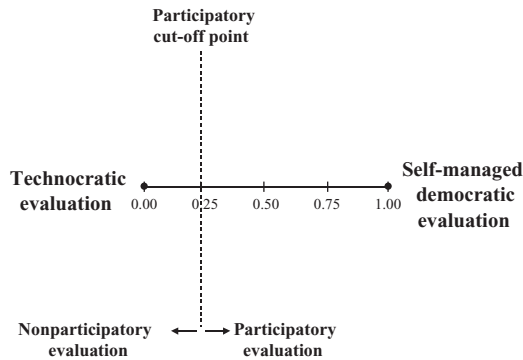 Participatory
cut-off point
Technocratic
evaluation
0.00
0.25
0.50
0.75
1.00
Self-managed
democratic
evaluation
Nonparticipatory
evaluation
Participatory
evaluation